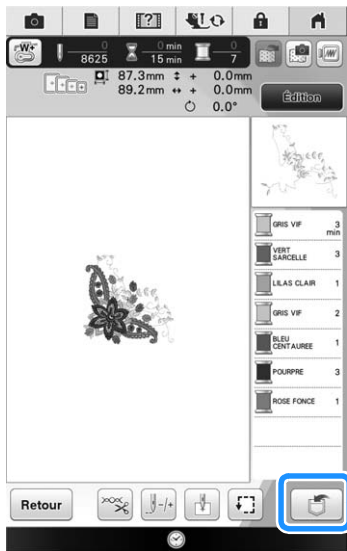 [?]
W+
0
8625
0 min
15 min
0
7
87.3mm + 0.0mm
89.2mm + 0.0mm
0.0°
Édition
GRIS VIF 3 min
VERT SARCELLE 3
LILAS CLAIR 1
GRIS VIF 2
BLEU CENTAUREE 1
POURPRE 3
ROSE FONCE 1
Retour
-/+